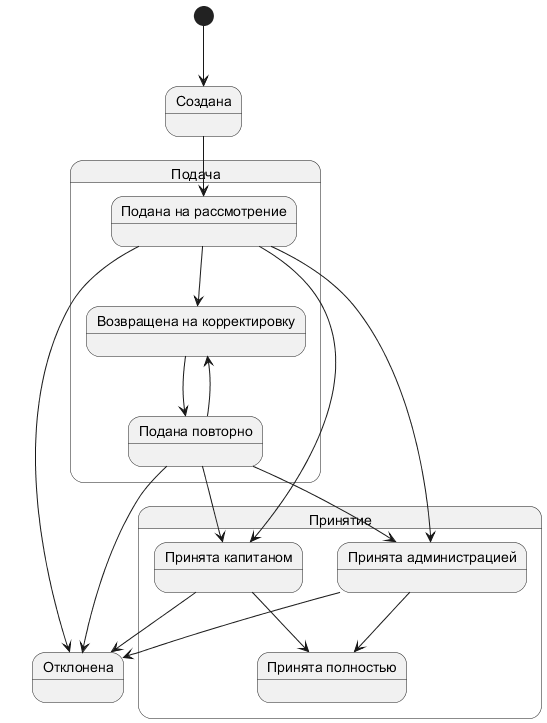 Создана
Подача
Подана на рассмотрение
Возвращена на корректировку
Подана повторно
Принятие
Принята капитаном
Принята администрацией
Отклонена
Принята полностью